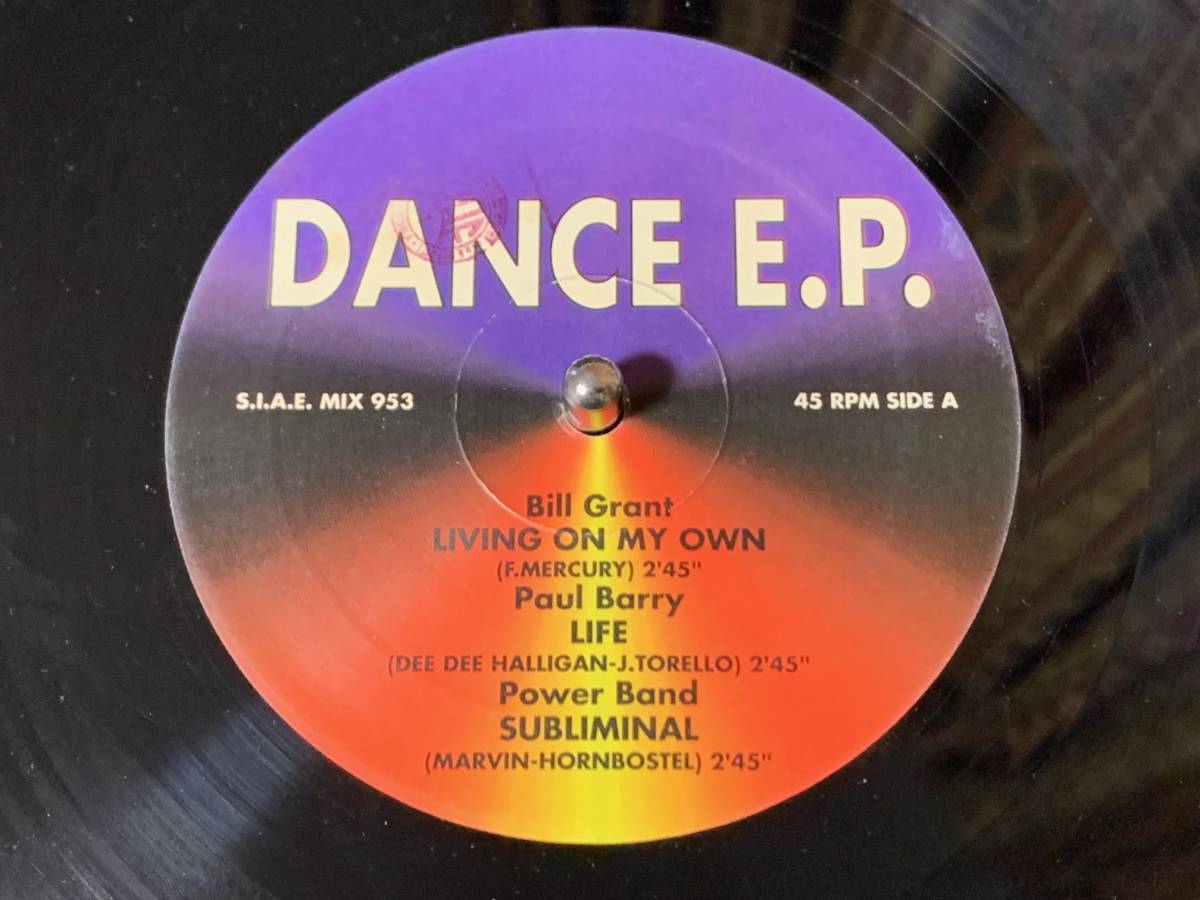 DANCE E.P.
S.I.A.E. MIX 953
45 RPM SIDE A
Bill Grant
LIVING ON MY OWN
(F.MERCURY) 2'45"
Paul Barry
LIFE
(DEE DEE HALLIGAN-J.TORELLO) 2'45"
Power Band
SUBLIMINAL
(MARVIN-HORNBOSTEL) 2'45"